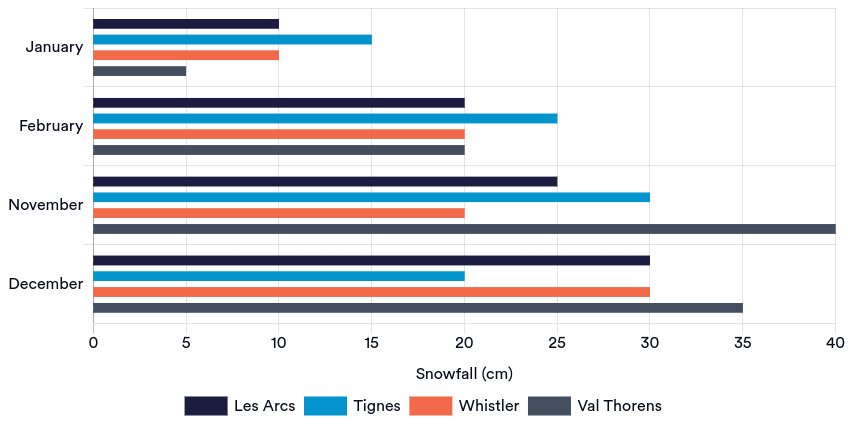 January
February
November
December
0 5 10 15 20 25 30 35 40
Snowfall (cm)
Les Arcs Tignes Whistler Val Thorens